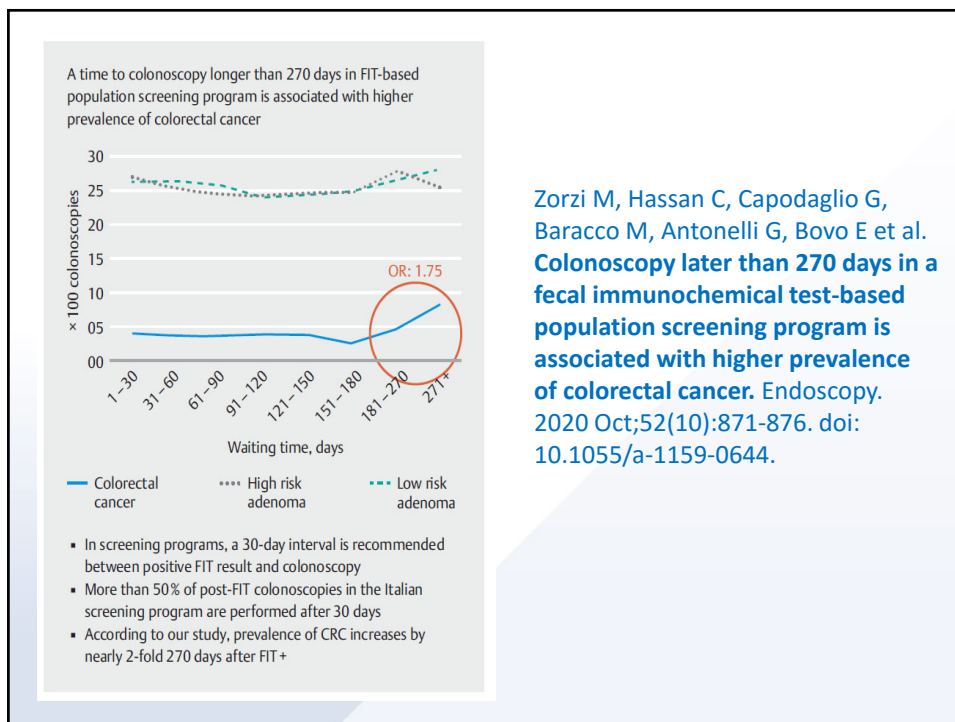 A time to colonoscopy longer than 270 days in FIT-based
population screening program is associated with higher
prevalence of colorectal cancer
30
25
20
15
10
05
00
× 100 colonoscopies
OR: 1.75
1–30
31–60
61–90
91–120
121–150
151–180
181–270
271+
Waiting time, days
Colorectal
cancer
High risk
adenoma
Low risk
adenoma
▪ In screening programs, a 30-day interval is recommended
between positive FIT result and colonoscopy
▪ More than 50% of post-FIT colonoscopies in the Italian
screening program are performed after 30 days
▪ According to our study, prevalence of CRC increases by
nearly 2-fold 270 days after FIT+
Zorzi M, Hassan C, Capodaglio G,
Baracco M, Antonelli G, Bovo E et al.
Colonoscopy later than 270 days in a
fecal immunochemical test-based
population screening program is
associated with higher prevalence
of colorectal cancer. Endoscopy.
2020 Oct;52(10):871-876. doi:
10.1055/a-1159-0644.